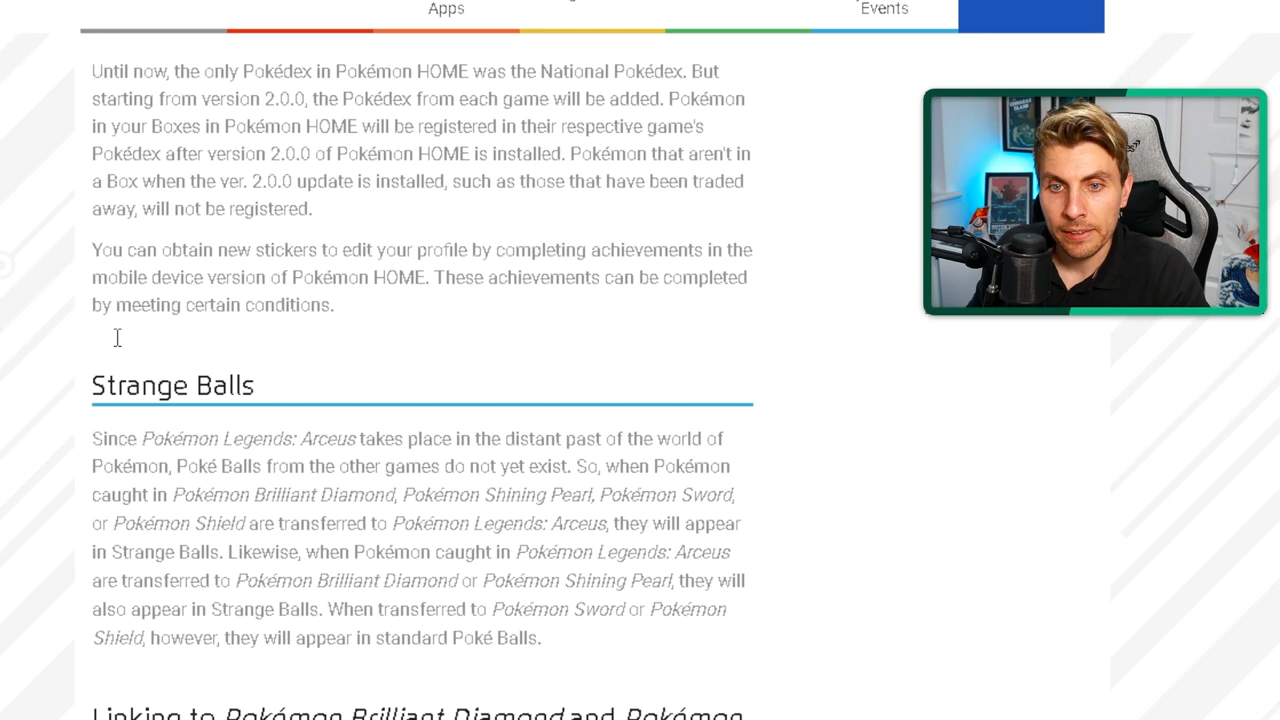 Apps
Events
Until now, the only Pokédex in Pokémon HOME was the National Pokédex. But
starting from version 2.0.0, the Pokédex from each game will be added. Pokémon
in your Boxes in Pokémon HOME will be registered in their respective game's
Pokédex after version 2.0.0 of Pokémon HOME is installed. Pokémon that aren't in
a Box when the ver. 2.0.0 update is installed, such as those that have been traded
away, will not be registered.
You can obtain new stickers to edit your profile by completing achievements in the
mobile device version of Pokémon HOME. These achievements can be completed
by meeting certain conditions.
Strange Balls
Since Pokémon Legends: Arceus takes place in the distant past of the world of
Pokémon, Poké Balls from the other games do not yet exist. So, when Pokémon
caught in Pokémon Brilliant Diamond, Pokémon Shining Pearl, Pokémon Sword,
or Pokémon Shield are transferred to Pokémon Legends: Arceus, they will appear
in Strange Balls. Likewise, when Pokémon caught in Pokémon Legends: Arceus
are transferred to Pokémon Brilliant Diamond or Pokémon Shining Pearl, they will
also appear in Strange Balls. When transferred to Pokémon Sword or Pokémon
Shield, however, they will appear in standard Poké Balls.
Linking to Pokémon Brilliant Diamond and Pokémon